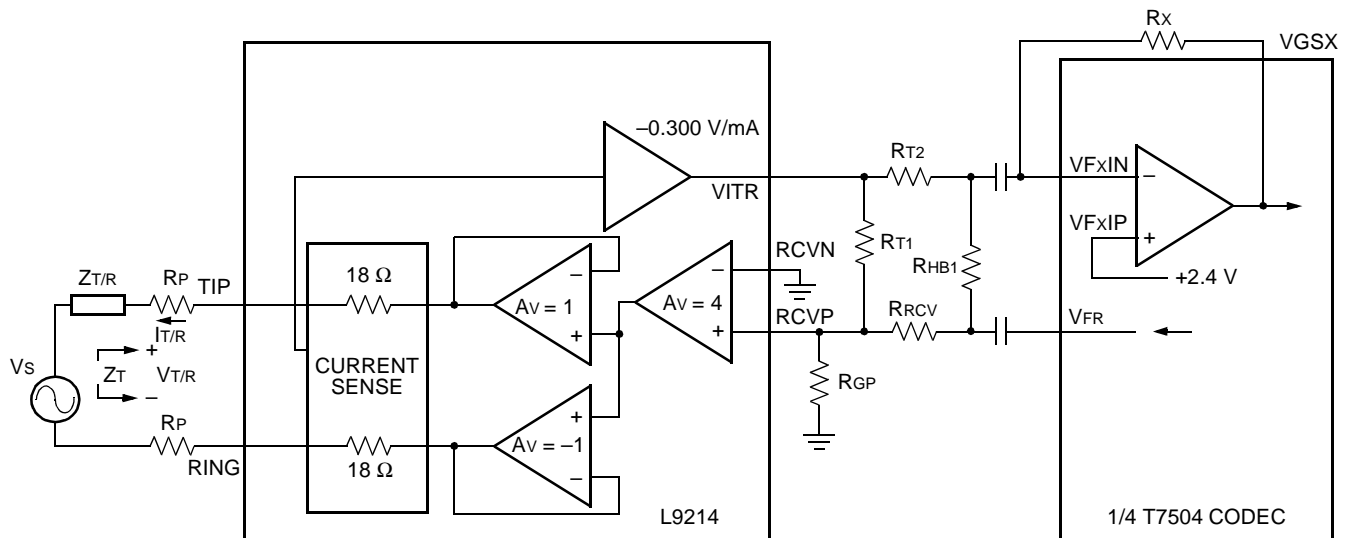 RX
VGSX
–0.300 V/mA
RT2
VITR
VFXIN
–
VFXIP
+
+2.4 V
RT1
RHB1
RCVN
RCVP
RRCV
VFR
RGP
ZT/R
RP
TIP
18 Ω
–
AV = 1
+
–
AV = 4
+
IT/R
+
VS
ZT
VT/R
–
CURRENT
SENSE
+
AV = –1
–
RP
RING
18 Ω
L9214
1/4 T7504 CODEC